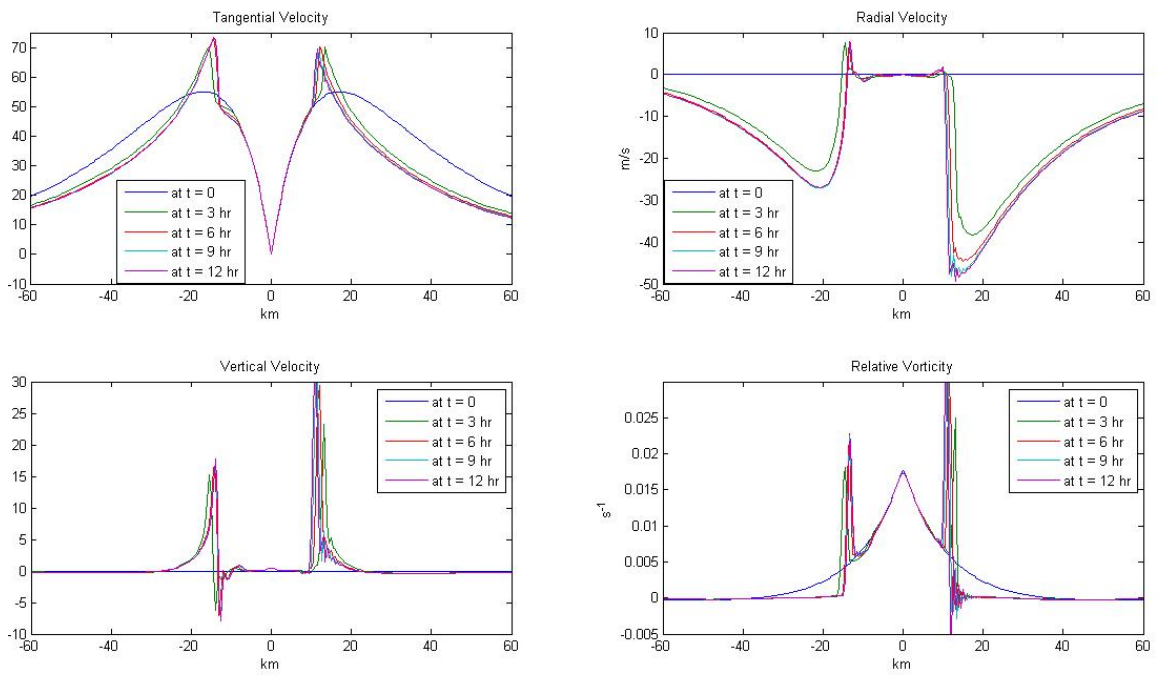 Tangential Velocity
70
60
50
40
30
20
10
0
-10
-60
-40
-20
0
20
40
60
km
at t = 0
at t = 3 hr
at t = 6 hr
at t = 9 hr
at t = 12 hr
Radial Velocity
m/s
10
0
-10
-20
-30
-40
-50
-60
-40
-20
0
20
40
60
km
at t = 0
at t = 3 hr
at t = 6 hr
at t = 9 hr
at t = 12 hr
Vertical Velocity
30
25
20
15
10
5
0
-5
-10
-60
-40
-20
0
20
40
60
km
at t = 0
at t = 3 hr
at t = 6 hr
at t = 9 hr
at t = 12 hr
Relative Vorticity
s⁻¹
0.025
0.02
0.015
0.01
0.005
0
-0.005
-60
-40
-20
0
20
40
60
km
at t = 0
at t = 3 hr
at t = 6 hr
at t = 9 hr
at t = 12 hr